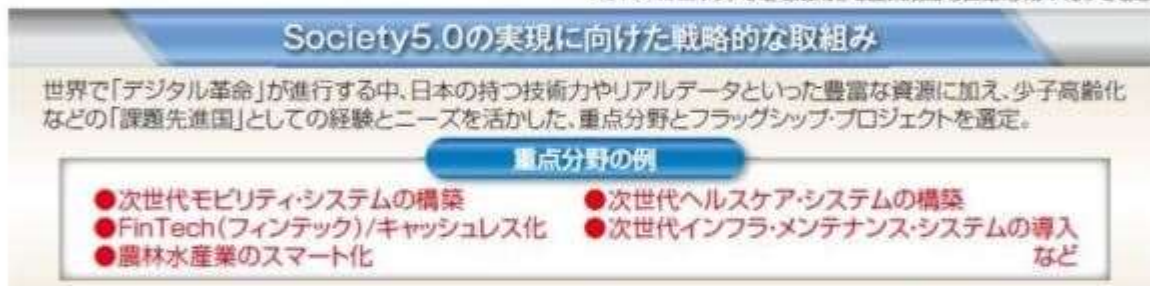 Society5.0の実現に向けた戦略的な取組み
世界で「デジタル革命」が進行する中、日本の持つ技術力やリアルデータといった豊富な資源に加え、少子高齢化
などの「課題先進国」としての経験とニーズを活かした、重点分野とフラッグシップ・プロジェクトを選定。
重点分野の例
●次世代モビリティ・システムの構築
●FinTech(フィンテック)/キャッシュレス化
●農林水産業のスマート化
●次世代ヘルスケア・システムの構築
●次世代インフラ・メンテナンス・システムの導入
など